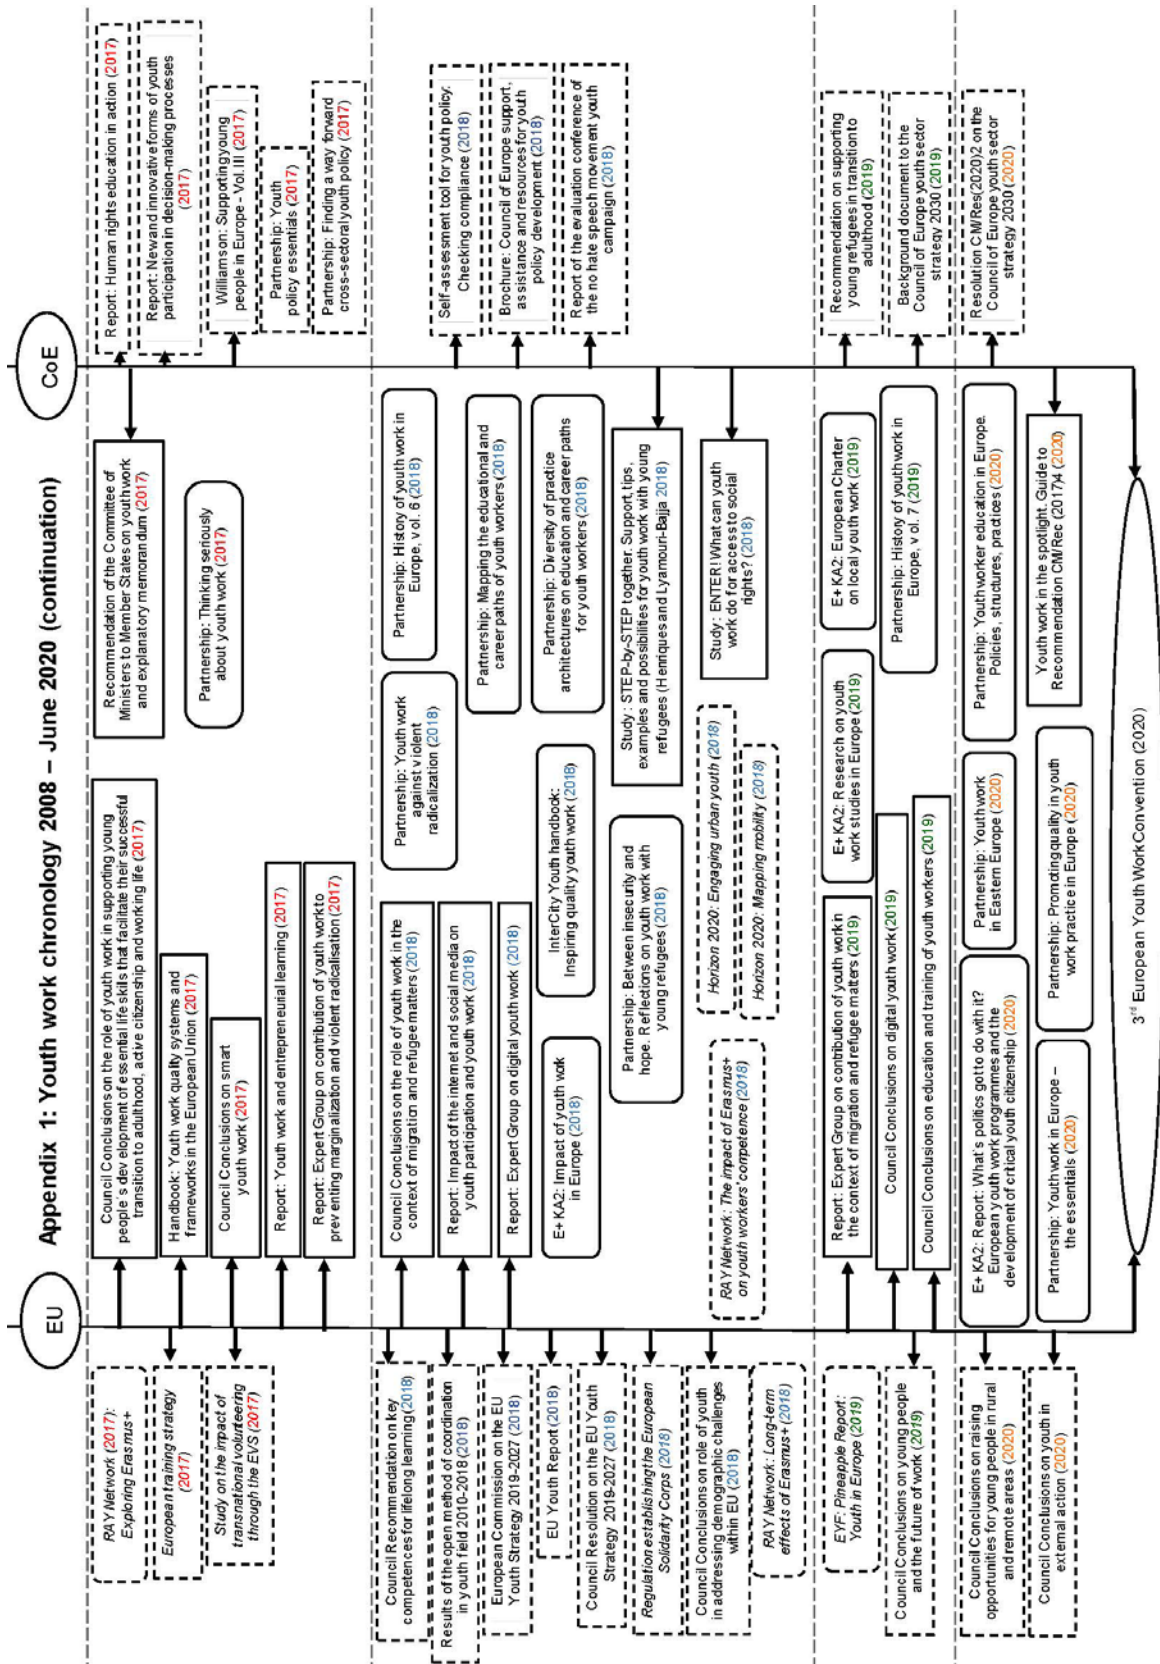 Appendix 1: Youth work chronology 2008 – June 2020 (continuation)
EU
CoE
RAY Network (2017):
Exploring Erasmus+
European training strategy
(2017)
Study on the impact of
transnational volunteering
through the EVS (2017)
Council Conclusions on the role of youth work in supporting young
people´s development of essential life skills that facilitate their successful
transition to adulthood, active citizenship and working life (2017)
Handbook: Youth work quality systems and
frameworks in the European Union (2017)
Council Conclusions on smart
youth work (2017)
Report: Youth work and entrepreneurial learning (2017)
Report: Expert Group on contribution of youth work to
preventing marginalization and violent radicalisation (2017)
Recommendation of the Committee of
Ministers to Member States on youth work
and explanatory memorandum (2017)
Partnership: Thinking seriously
about youth work (2017)
Report: Human rights education in action (2017)
Report: New and innovative forms of youth
participation in decision-making processes
(2017)
Williamson: Supporting young
people in Europe - Vol.III (2017)
Partnership: Youth
policy essentials (2017)
Partnership: Finding a way forward
cross-sectoral youth policy (2017)
Council Recommendation on key
competences for lifelong learning (2018)
Results of the open method of coordination
in youth field 2010-2018 (2018)
European Commission on the EU
Youth Strategy 2019-2027 (2018)
EU Youth Report (2018)
Council Resolution on the EU Youth
Strategy 2019-2027 (2018)
Regulation establishing the European
Solidarity Corps (2018)
Council Conclusions on role of youth
in addressing demographic challenges
within EU (2018)
RAY Network: Long-term
effects of Erasmus+ (2018)
Council Conclusions on the role of youth work in the
context of migration and refugee matters (2018)
Report: Impact of the internet and social media on
youth participation and youth work (2018)
Report: Expert Group on digital youth work (2018)
E+ KA2: Impact of youth work
in Europe (2018)
InterCity Youth handbook:
Inspiring quality youth work (2018)
Partnership: Between insecurity and
hope. Reflections on youth work with
young refugees (2018)
RAY Network: The impact of Erasmus+
on youth workers' competence (2018)
Horizon 2020: Engaging urban youth (2018)
Horizon 2020: Mapping mobility (2018)
Partnership: Youth work
against violent
radicalization (2018)
Partnership: History of youth work in
Europe, vol. 6 (2018)
Partnership: Mapping the educational and
career paths of youth workers (2018)
Partnership: Diversity of practice
architectures on education and career paths
for youth workers (2018)
Study : STEP-by-STEP together. Support, tips,
examples and possibilities for youth work with young
refugees (Henriques and Lyamouri-Bajja 2018)
Study: ENTER! What can youth
work do for access to social
rights? (2018)
Self-assessment tool for youth policy:
Checking compliance (2018)
Brochure: Council of Europe support,
assistance and resources for youth
policy development (2018)
Report of the evaluation conference of
the no hate speech movement youth
campaign (2018)
EYF: Pineapple Report:
Youth in Europe (2019)
Council Conclusions on young people
and the future of work (2019)
Report: Expert Group on contribution of youth work in
the context of migration and refugee matters (2019)
Council Conclusions on digital youth work (2019)
Council Conclusions on education and training of youth workers (2019)
E+ KA2: Research on youth
work studies in Europe (2019)
E+ KA2: European Charter
on local youth work (2019)
Partnership: History of youth work in
Europe, vol. 7 (2019)
Recommendation on supporting
young refugees in transition to
adulthood (2019)
Background document to the
Council of Europe youth sector
strategy 2030 (2019)
Council Conclusions on raising
opportunities for young people in rural
and remote areas (2020)
Council Conclusions on youth in
external action (2020)
E+ KA2: Report: What's politics got to do with it?
European youth work programmes and the
development of critical youth citizenship (2020)
Partnership: Youth work in Europe –
the essentials (2020)
Partnership: Youth work
in Eastern Europe (2020)
Partnership: Promoting quality in youth
work practice in Europe (2020)
Partnership: Youth worker education in Europe.
Policies, structures, practices (2020)
Youth work in the spotlight. Guide to
Recommendation CM/Rec (2017)4 (2020)
Resolution CM/Res(2020)2 on the
Council of Europe youth sector
strategy 2030 (2020)
3rd European Youth Work Convention (2020)